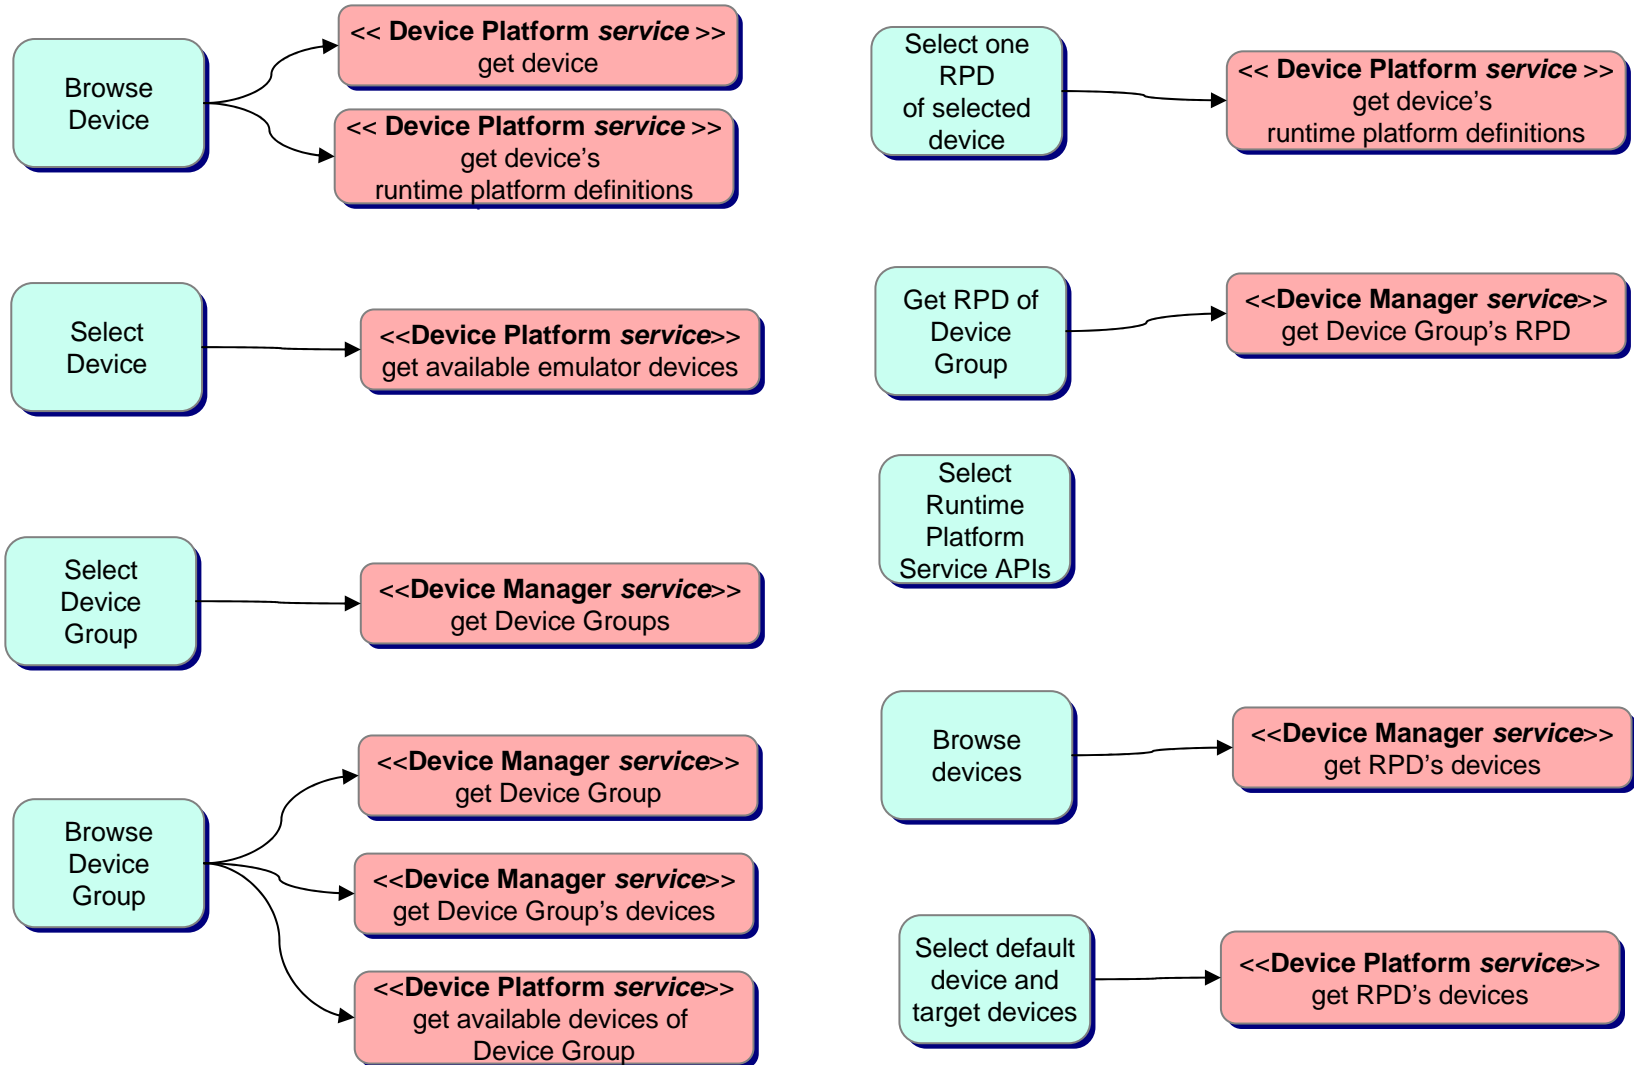 Browse
Device
<< Device Platform service >>
get device
<< Device Platform service >>
get device’s
runtime platform definitions
Select
Device
<<Device Platform service>>
get available emulator devices
Select
Device
Group
<<Device Manager service>>
get Device Groups
Browse
Device
Group
<<Device Manager service>>
get Device Group
<<Device Manager service>>
get Device Group’s devices
<<Device Platform service>>
get available devices of
Device Group
Select one
RPD
of selected
device
<< Device Platform service >>
get device’s
runtime platform definitions
Get RPD of
Device
Group
<<Device Manager service>>
get Device Group’s RPD
Select
Runtime
Platform
Service APIs
Browse
devices
<<Device Manager service>>
get RPD’s devices
Select default
device and
target devices
<<Device Platform service>>
get RPD’s devices